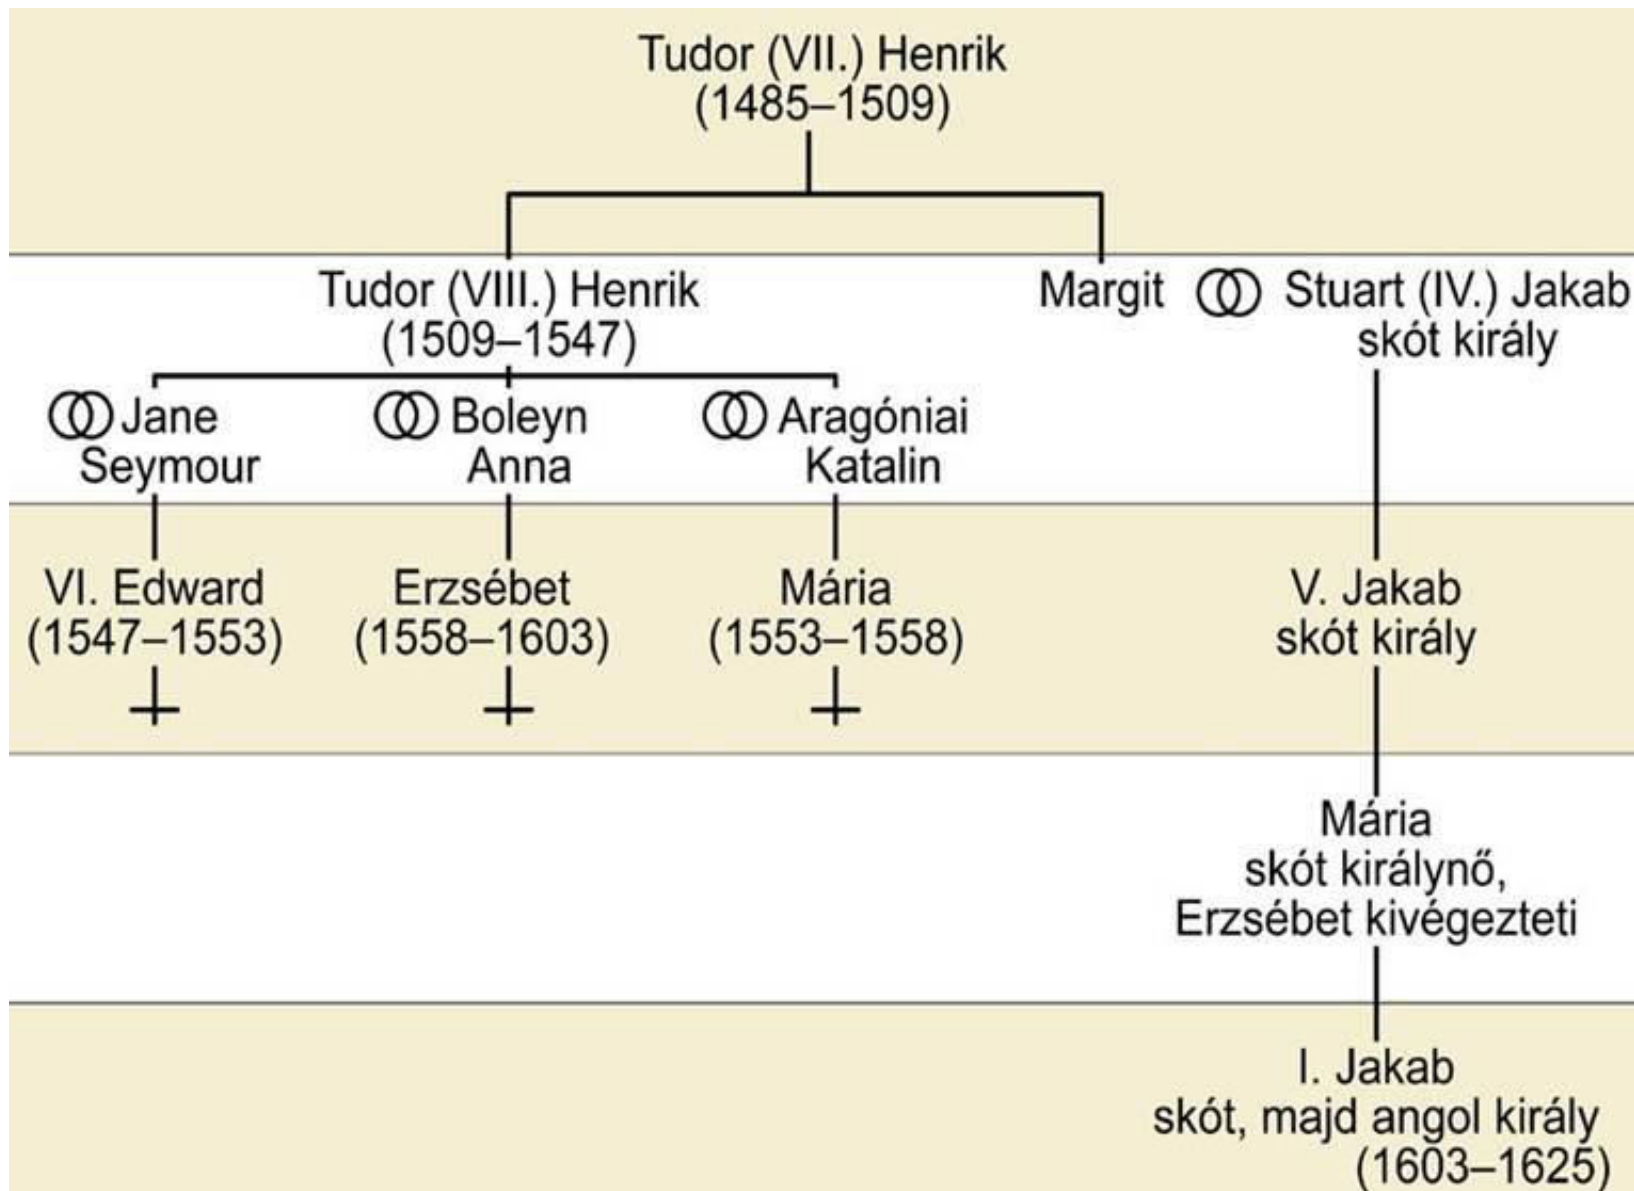 Tudor (VII.) Henrik
(1485–1509)
Tudor (VIII.) Henrik
(1509–1547)
Margit
Stuart (IV.) Jakab
skót király
Jane
Seymour
Boleyn
Anna
Aragóniai
Katalin
VI. Edward
(1547–1553)
Erzsébet
(1558–1603)
Mária
(1553–1558)
V. Jakab
skót király
Mária
skót királynő,
Erzsébet kivégezteti
I. Jakab
skót, majd angol király
(1603–1625)